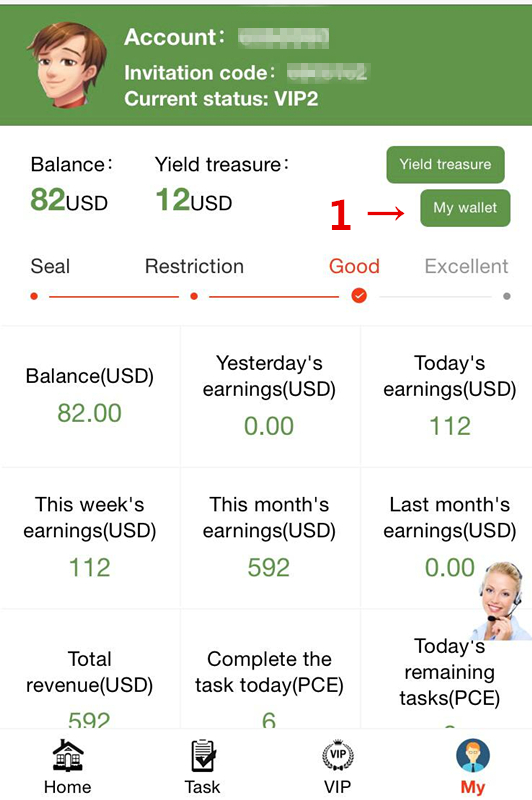 Account:
Invitation code:
Current status: VIP2
Balance: Yield treasure:
82USD 12USD
Yield treasure
My wallet
1
Seal Restriction Good Excellent
Balance(USD)
82.00
Yesterday's
earnings(USD)
0.00
Today's
earnings(USD)
112
This week's
earnings(USD)
112
This month's
earnings(USD)
592
Last month's
earnings(USD)
0.00
Total
revenue(USD)
592
Complete the
task today(PCE)
6
Today's
remaining
tasks(PCE)
VIP
Home Task VIP My